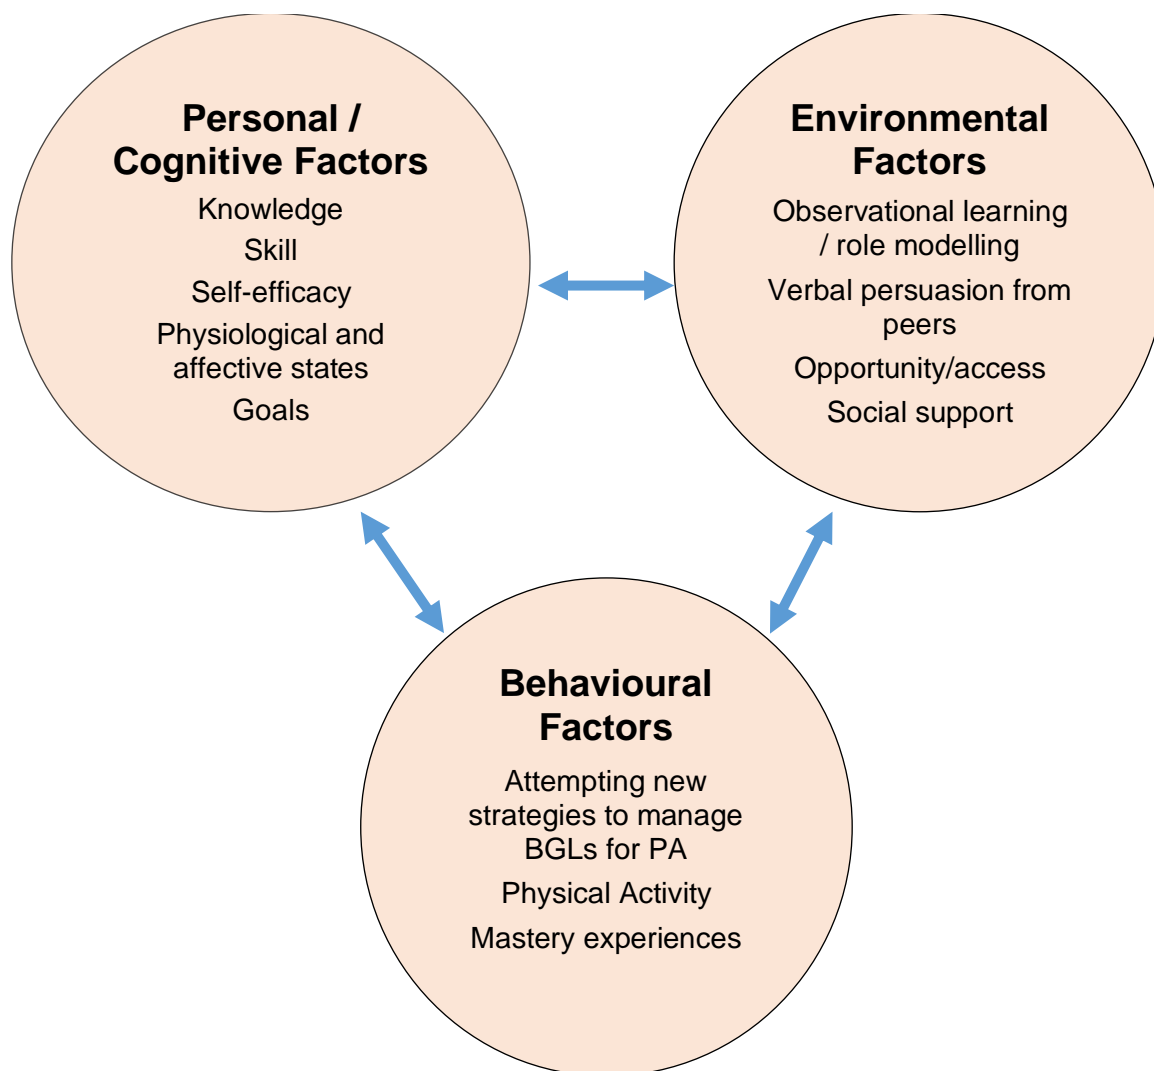 Personal /
Cognitive Factors
Knowledge
Skill
Self-efficacy
Physiological and
affective states
Goals
Environmental
Factors
Observational learning
/ role modelling
Verbal persuasion from
peers
Opportunity/access
Social support
Behavioural
Factors
Attempting new
strategies to manage
BGLs for PA
Physical Activity
Mastery experiences